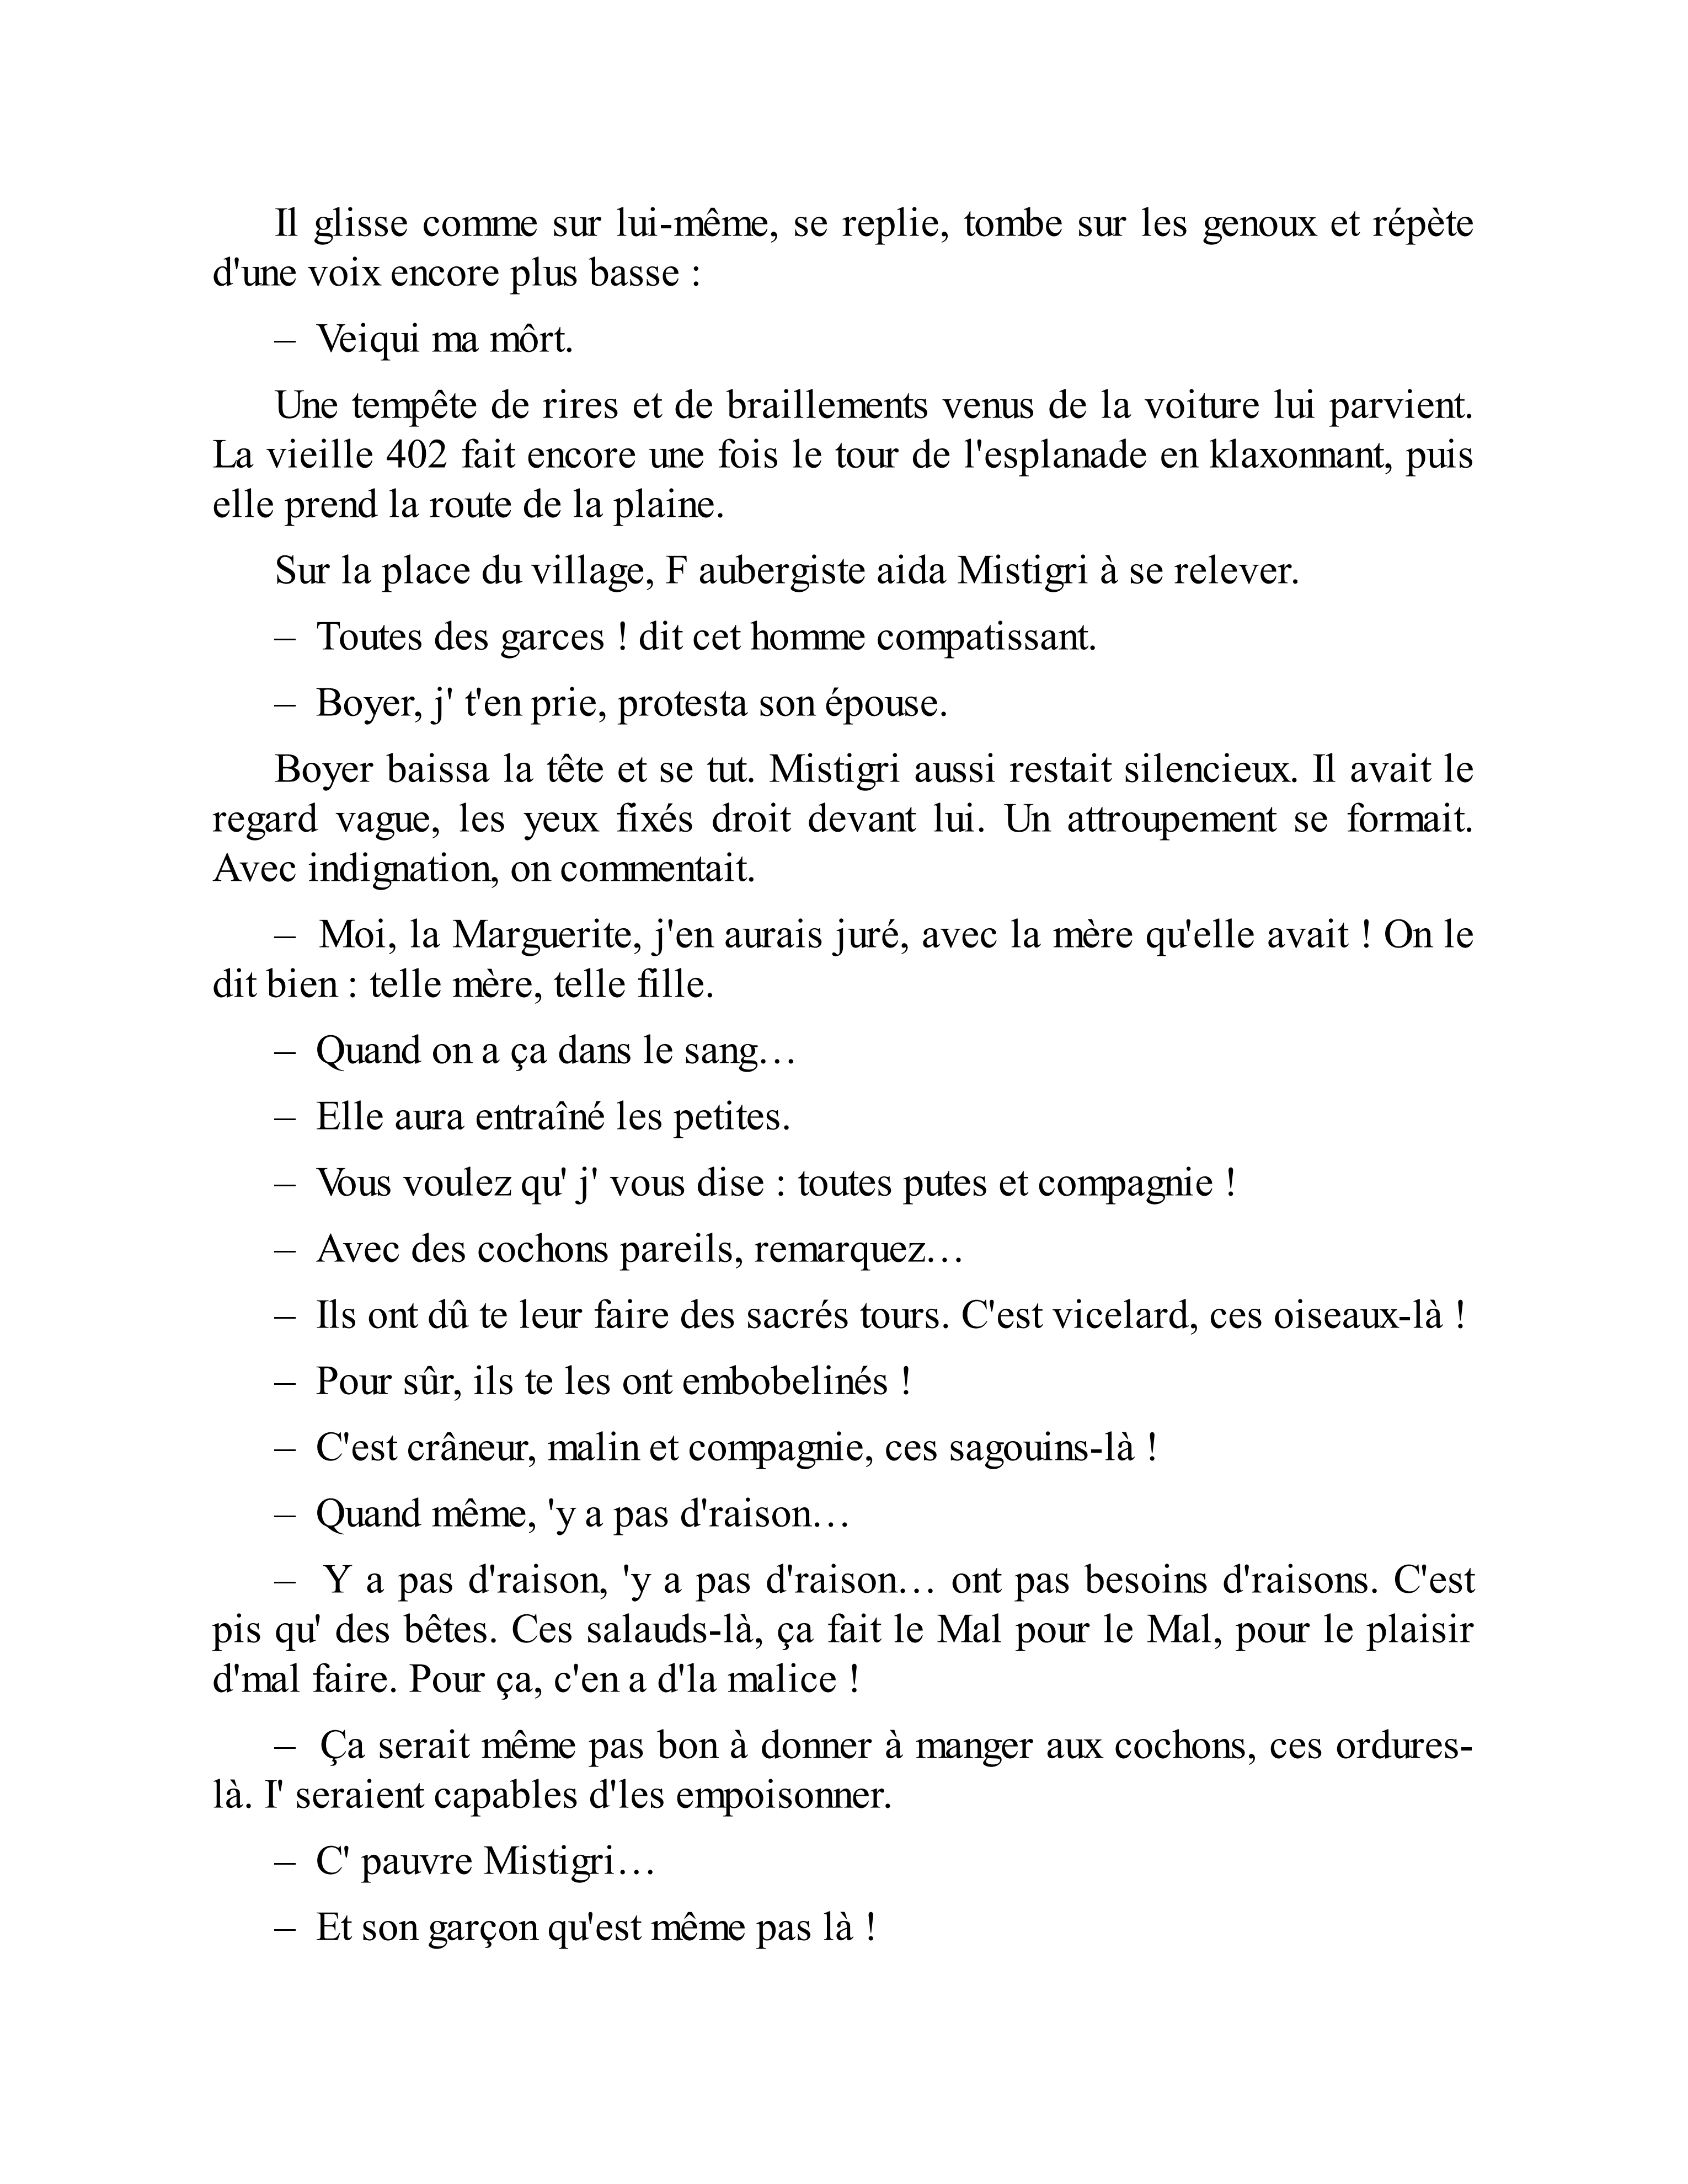 Il glisse comme sur lui-même, se replie, tombe sur les genoux et répète
d'une voix encore plus basse :
– Veiqui ma môrt.
Une tempête de rires et de braillements venus de la voiture lui parvient.
La vieille 402 fait encore une fois le tour de l'esplanade en klaxonnant, puis
elle prend la route de la plaine.
Sur la place du village, F aubergiste aida Mistigri à se relever.
– Toutes des garces ! dit cet homme compatissant.
– Boyer, j' t'en prie, protesta son épouse.
Boyer baissa la tête et se tut. Mistigri aussi restait silencieux. Il avait le
regard vague, les yeux fixés droit devant lui. Un attroupement se formait.
Avec indignation, on commentait.
– Moi, la Marguerite, j'en aurais juré, avec la mère qu'elle avait ! On le
dit bien : telle mère, telle fille.
– Quand on a ça dans le sang…
– Elle aura entraîné les petites.
– Vous voulez qu' j' vous dise : toutes putes et compagnie !
– Avec des cochons pareils, remarquez…
– Ils ont dû te leur faire des sacrés tours. C'est vicelard, ces oiseaux-là !
– Pour sûr, ils te les ont embobelinés !
– C'est crâneur, malin et compagnie, ces sagouins-là !
– Quand même, 'y a pas d'raison…
– Y a pas d'raison, 'y a pas d'raison… ont pas besoins d'raisons. C'est
pis qu' des bêtes. Ces salauds-là, ça fait le Mal pour le Mal, pour le plaisir
d'mal faire. Pour ça, c'en a d'la malice !
– Ça serait même pas bon à donner à manger aux cochons, ces ordures-
là. I' seraient capables d'les empoisonner.
– C' pauvre Mistigri…
– Et son garçon qu'est même pas là !